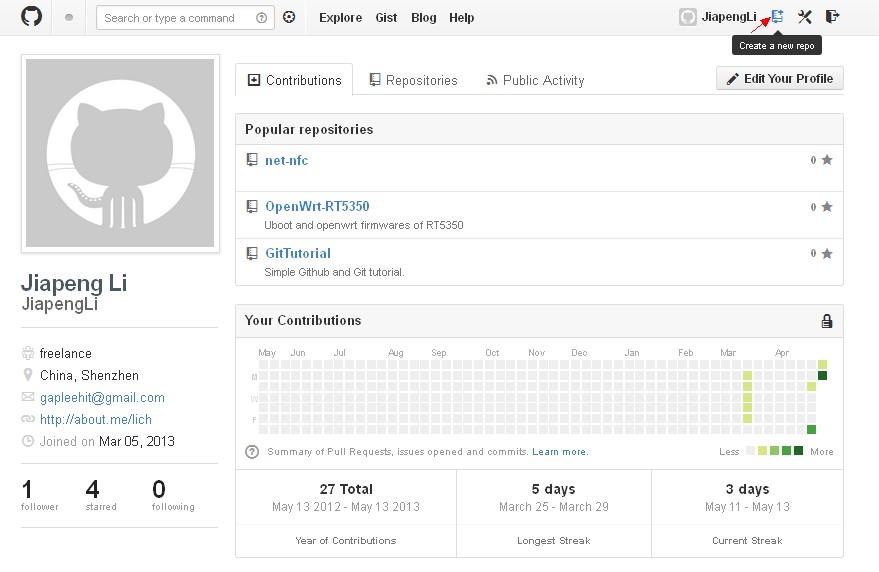 Search or type a command
Explore Gist Blog Help
JiapengLi
Create a new repo
Contributions Repositories Public Activity
Edit Your Profile
Popular repositories
net-nfc 0
OpenWrt-RT5350 0
Uboot and openwrt firmwares of RT5350
GitTutorial 0
Simple Github and Git tutorial.
Jiapeng Li
JiapengLi
freelance
China, Shenzhen
gapleehit@gmail.com
http://about.me/lich
Joined on Mar 05, 2013
1 4 0
follower starred following
Your Contributions
May Jun Jul Aug Sep Oct Nov Dec Jan Feb Mar Apr
M
W
F
Summary of Pull Requests, issues opened and commits. Learn more.
Less More
27 Total 5 days 3 days
May 13 2012 - May 13 2013 March 25 - March 29 May 11 - May 13
Year of Contributions Longest Streak Current Streak